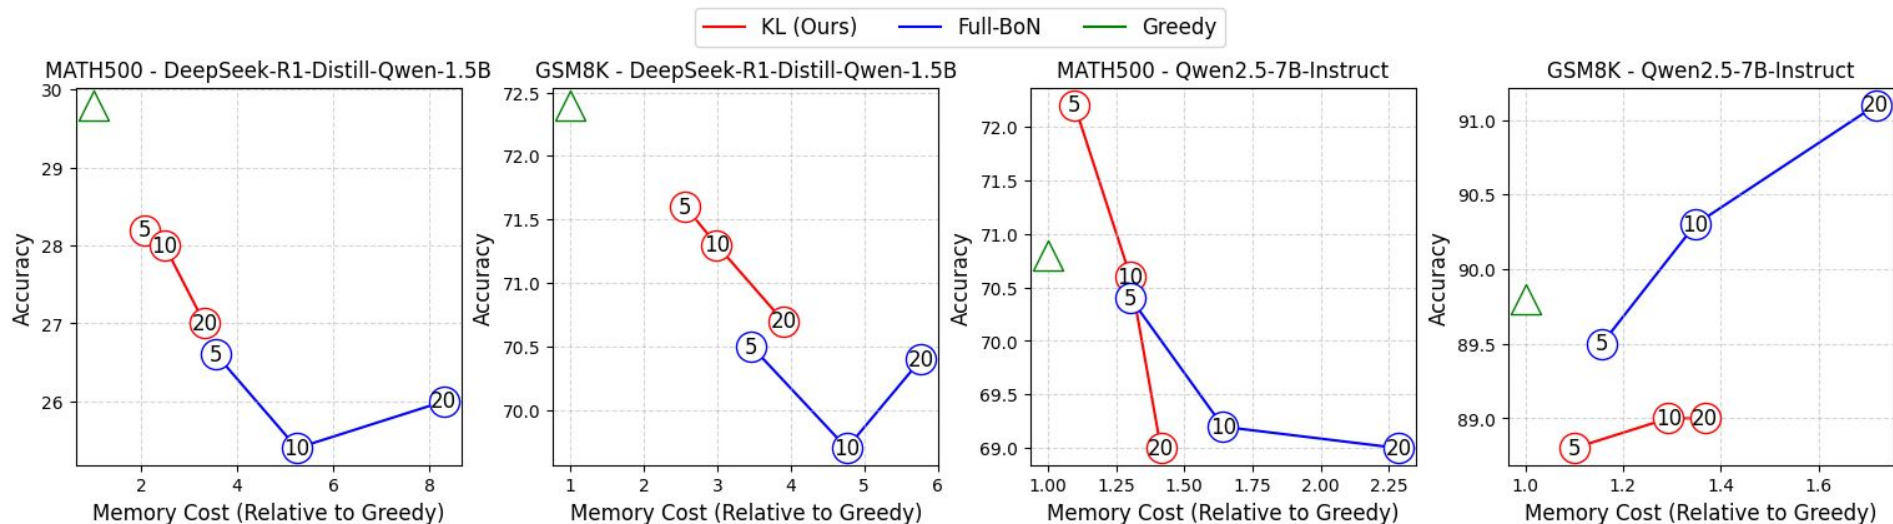 KL (Ours) Full-BoN Greedy
MATH500 - DeepSeek-R1-Distill-Qwen-1.5B
30
29
28
27
26
Accuracy
5
10
20
5
10
20
2 4 6 8
Memory Cost (Relative to Greedy)
GSM8K - DeepSeek-R1-Distill-Qwen-1.5B
72.5
72.0
71.5
71.0
70.5
70.0
Accuracy
5
10
20
5
10
20
1 2 3 4 5 6
Memory Cost (Relative to Greedy)
MATH500 - Qwen2.5-7B-Instruct
72.0
71.5
71.0
70.5
70.0
69.5
69.0
Accuracy
5
10
20
5
10
20
1.00 1.25 1.50 1.75 2.00 2.25
Memory Cost (Relative to Greedy)
GSM8K - Qwen2.5-7B-Instruct
91.0
90.5
90.0
89.5
89.0
Accuracy
20
10
5
5
10
20
1.0 1.2 1.4 1.6
Memory Cost (Relative to Greedy)